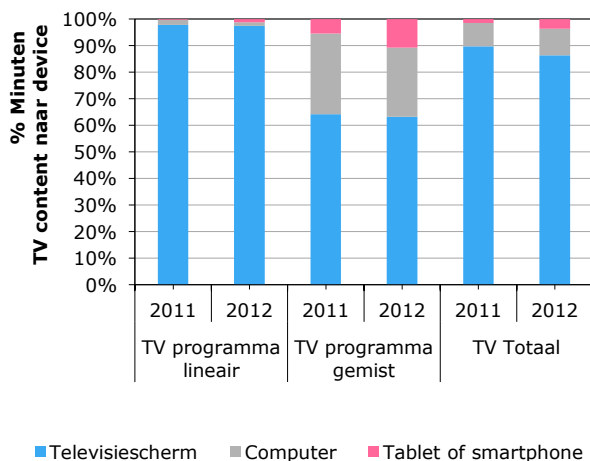 % Minuten
TV content naar device
100%
90%
80%
70%
60%
50%
40%
30%
20%
10%
0%
2011 2012 2011 2012 2011 2012
TV programma lineair TV programma gemist TV Totaal
Televisiescherm Computer Tablet of smartphone